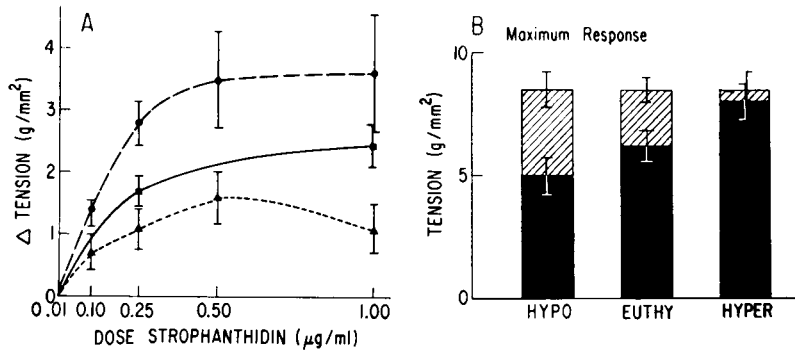 A
Δ TENSION (g/mm²)
4
3
2
1
0
0.01 0.10 0.25 0.50 1.00
DOSE STROPHANTHIDIN (μg/ml)
B Maximum Response
TENSION (g/mm²)
10
5
0
HYPO EUTHY HYPER